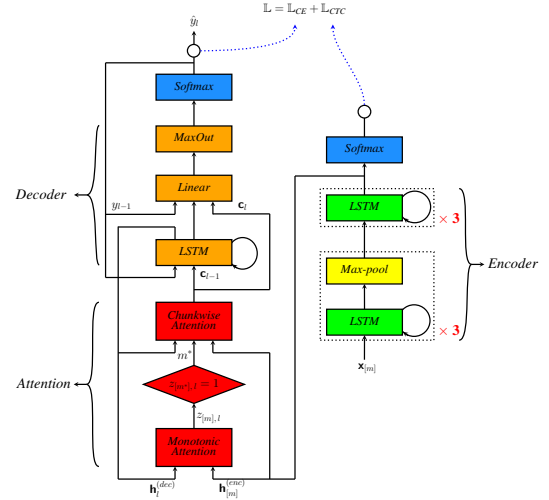 𝕃 = 𝕃_CE + 𝕃_CTC
ŷ_l
Softmax
MaxOut
Linear
y_{l−1}
c_l
LSTM
c_{l−1}
Decoder
Chunkwise
Attention
m*
z_{[m'],l} = 1
z_{[m],l}
Monotonic
Attention
Attention
h_l^{(dec)}
h_{[m]}^{(enc)}
Softmax
LSTM
× 3
Max-pool
LSTM
× 3
Encoder
x_{[m]}